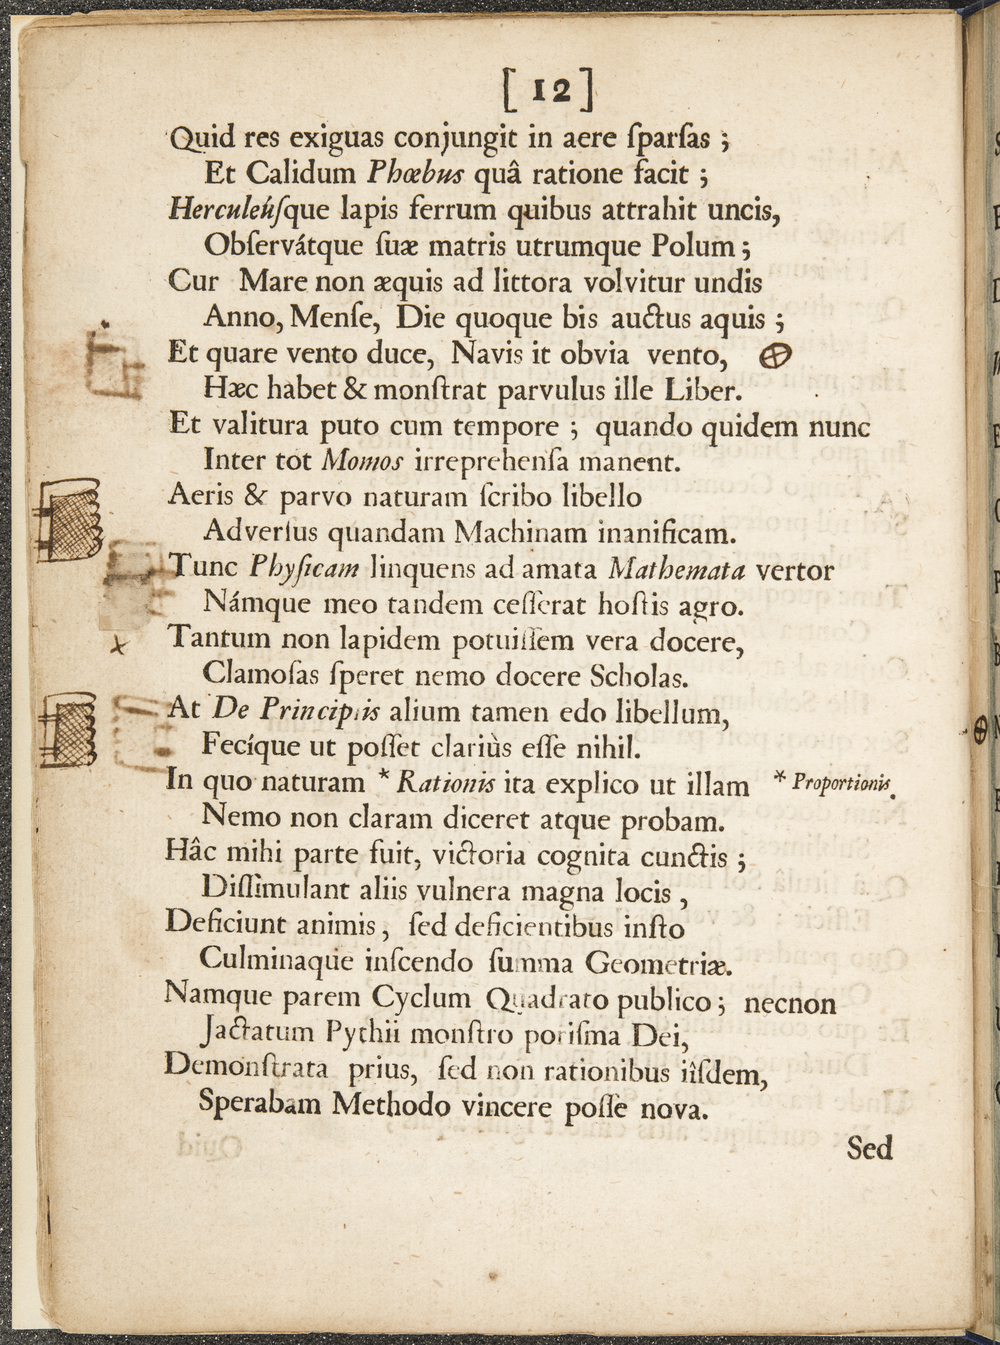 [ 12 ]
Quid res exiguas conjungit in aere ſparſas ;
Et Calidum Phœbus quâ ratione facit ;
Herculeúſque lapis ferrum quibus attrahit uncis,
Obſervátque ſuæ matris utrumque Polum ;
Cur Mare non æquis ad littora volvitur undis
Anno, Menſe, Die quoque bis auctus aquis ;
Et quare vento duce, Navis it obvia vento,
Hæc habet & monſtrat parvulus ille Liber.
Et valitura puto cum tempore ; quando quidem nunc
Inter tot Momos irreprehenſa manent.
Aeris & parvo naturam ſcribo libello
Adverſus quandam Machinam inanificam.
Tunc Phyſicam linquens ad amata Mathemata vertor
Námque meo tandem ceſſerat hoſtis agro.
Tantum non lapidem potuiſſem vera docere,
Clamoſas ſperet nemo docere Scholas.
At De Principiis alium tamen edo libellum,
Fecíque ut poſſet clariùs eſſe nihil.
In quo naturam * Rationis ita explico ut illam * Proportionis.
Nemo non claram diceret atque probam.
Hâc mihi parte fuit, victoria cognita cunctis ;
Diſſimulant aliis vulnera magna locis ,
Deficiunt animis , ſed deficientibus inſto
Culminaque inſcendo ſumma Geometriæ.
Namque parem Cyclum Quadrato publico ; necnon
Jactatum Pythii monſtro poriſma Dei,
Demonſtrata prius, ſed non rationibus iîſdem,
Sperabam Methodo vincere poſſe nova.
Sed